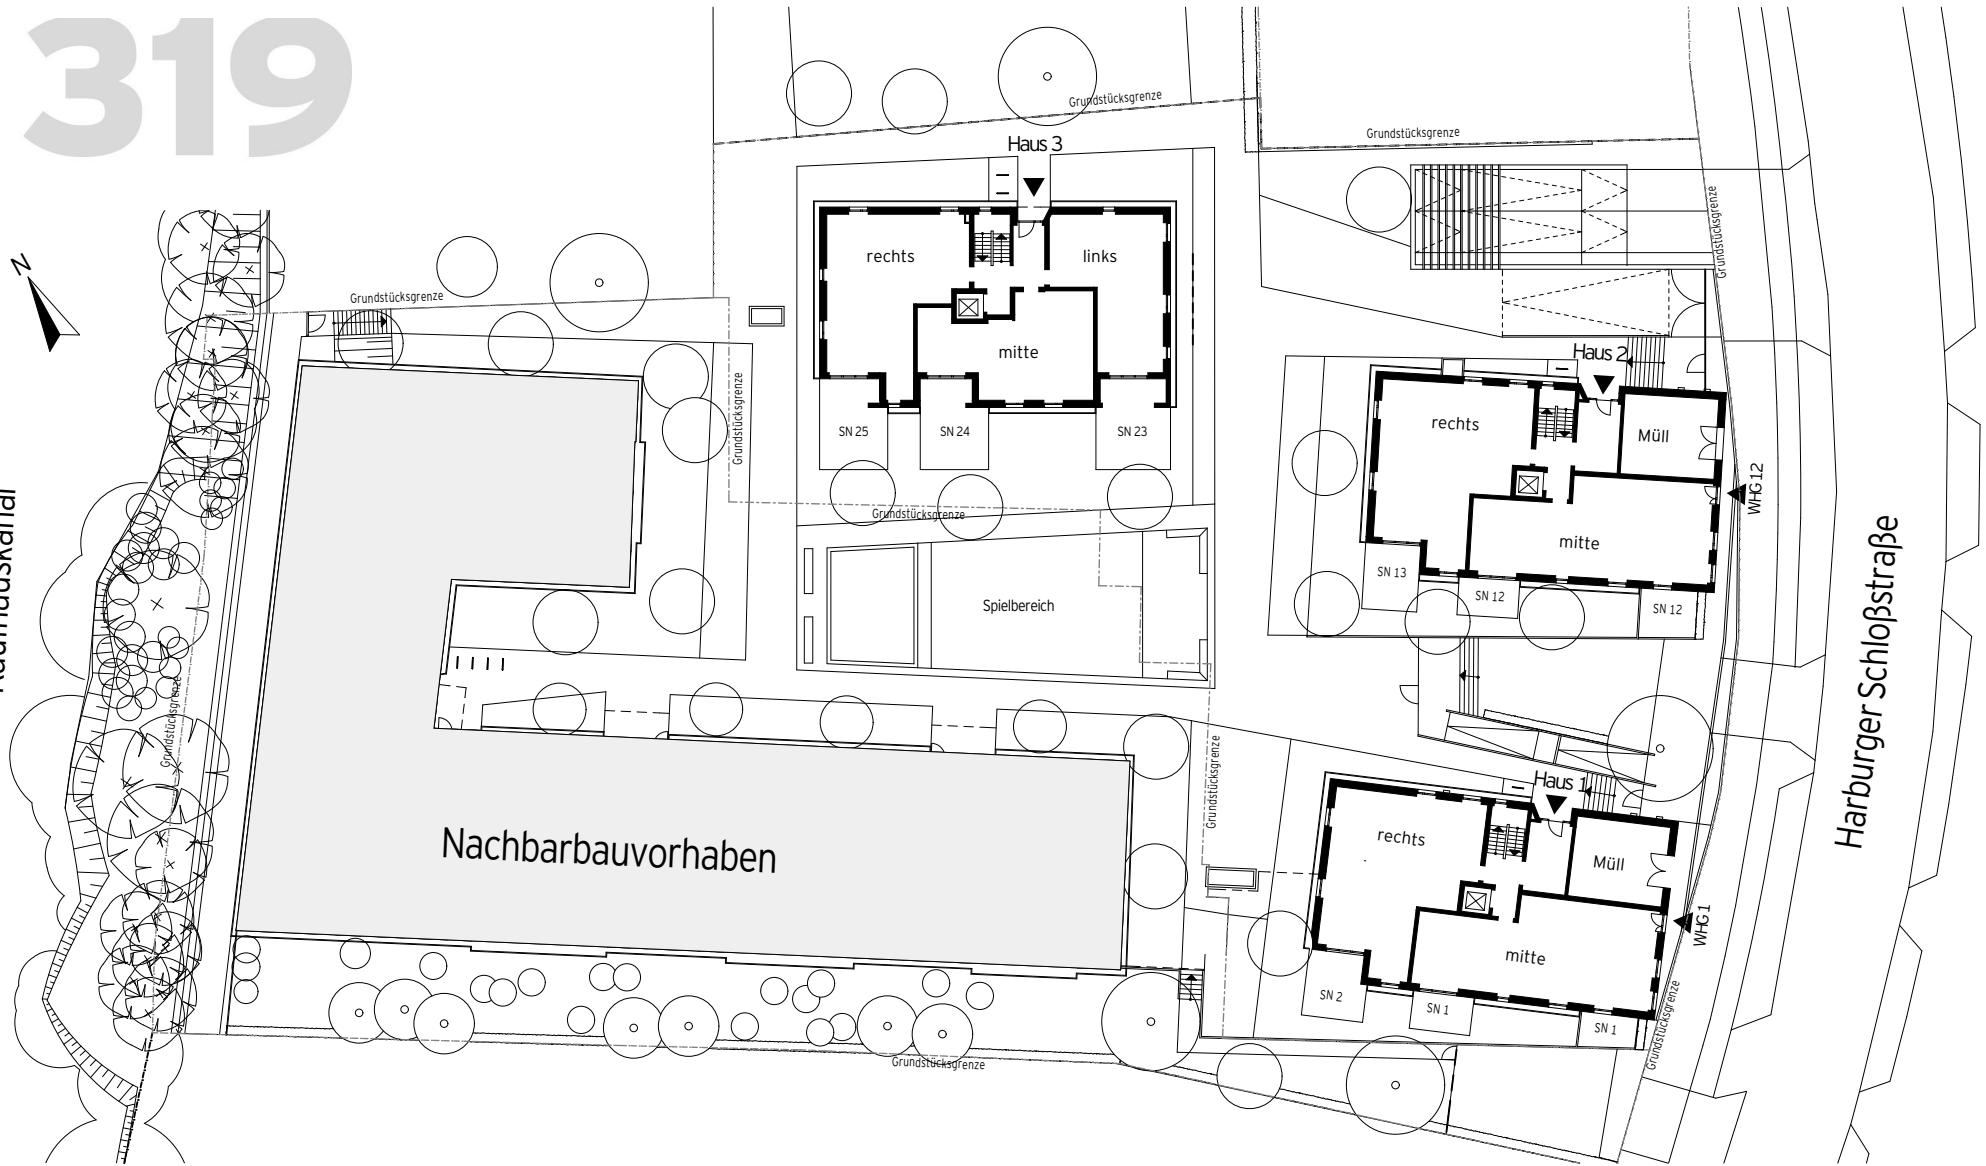 319
Grundstücksgrenze
Grundstücksgrenze
Haus 3
rechts
links
mitte
SN 25
SN 24
SN 23
N
Grundstücksgrenze
Grundstücksgrenze
Grundstücksgrenze
Grundstücksgrenze
Haus 2
rechts
Müll
mitte
WHG 12
SN 13
SN 12
SN 12
Spielbereich
Harburger Schloßstraße
Grundstücksgrenze
Grundstücksgrenze
Haus 1
rechts
Müll
mitte
WHG 1
SN 2
SN 1
SN 1
Nachbarbauvorhaben
Grundstücksgrenze
Grundstücksgrenze